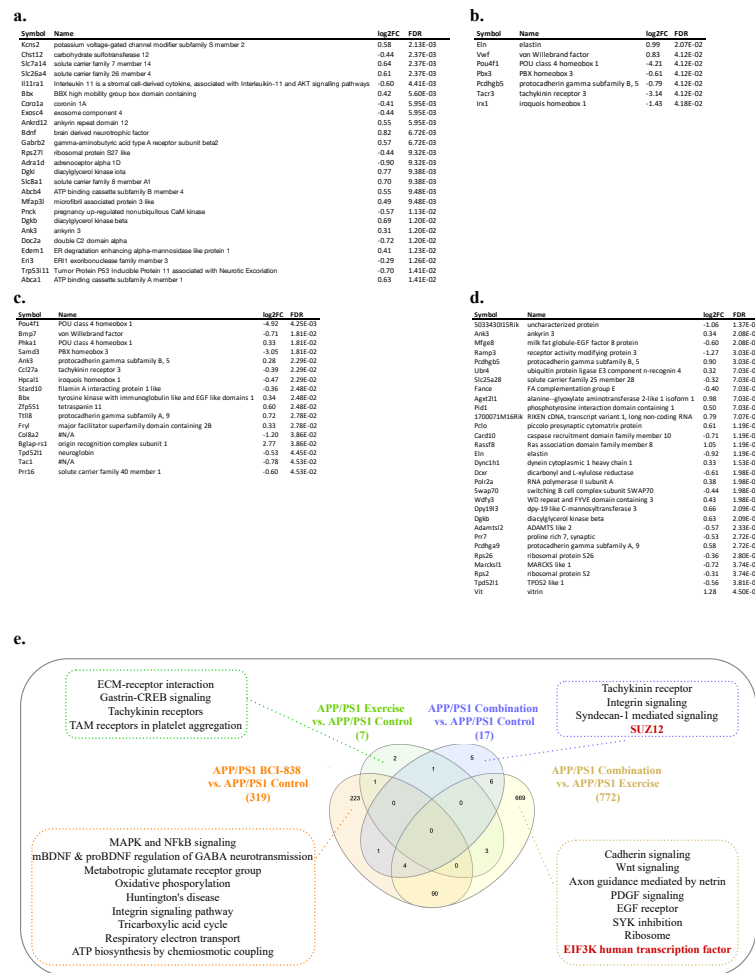 a.
Symbol Name log2FC FDR
Kcns2 potassium voltage-gated channel modifier subfamily S member 2 0.58 2.13E-03
Chst12 carbohydrate sulfotransferase 12 -0.44 2.37E-03
Slc7a14 solute carrier family 7 member 14 0.64 2.37E-03
Slc26a4 solute carrier family 26 member 4 0.61 2.37E-03
Il11ra1 Interleukin 11 is a stromal cell-derived cytokine, associated with Interleukin-11 and AKT signalling pathways -0.60 4.41E-03
Bbx BBX high mobility group box domain containing 0.42 5.60E-03
Coro1a coronin 1A -0.41 5.95E-03
Exosc4 exosome component 4 -0.44 5.95E-03
Ankrd12 ankyrin repeat domain 12 0.55 5.95E-03
Bdnf brain derived neurotrophic factor 0.82 6.72E-03
Gabrb2 gamma-aminobutyric acid type A receptor subunit beta2 0.57 6.72E-03
Rps27l ribosomal protein S27 like -0.44 9.32E-03
Adra1d adrenoceptor alpha 1D -0.90 9.32E-03
Dgki diacylglycerol kinase iota 0.77 9.38E-03
Slc8a1 solute carrier family 8 member A1 0.70 9.38E-03
Abcb4 ATP binding cassette subfamily B member 4 0.55 9.48E-03
Mfap3l microfibril associated protein 3 like 0.49 9.48E-03
Pnck pregnancy up-regulated nonubiquitous CaM kinase -0.57 1.13E-02
Dgkb diacylglycerol kinase beta 0.69 1.20E-02
Ank3 ankyrin 3 0.31 1.20E-02
Doc2a double C2 domain alpha -0.72 1.20E-02
Edem1 ER degradation enhancing alpha-mannosidase like protein 1 0.41 1.23E-02
Eri3 ERI1 exoribonuclease family member 3 -0.29 1.26E-02
Trp53i11 Tumor Protein P53 Inducible Protein 11 associated with Neurotic Excoriation -0.70 1.41E-02
Abca1 ATP binding cassette subfamily A member 1 0.63 1.41E-02
b.
Symbol Name log2FC FDR
Eln elastin 0.99 2.07E-02
Vwf von Willebrand factor 0.83 4.12E-02
Pou4f1 POU class 4 homeobox 1 -4.21 4.12E-02
Pbx3 PBX homeobox 3 -0.61 4.12E-02
Pcdhgb5 protocadherin gamma subfamily B, 5 -0.79 4.12E-02
Tacr3 tachykinin receptor 3 -3.14 4.12E-02
Irx1 iroquois homeobox 1 -1.43 4.18E-02
c.
Symbol Name log2FC FDR
Pou4f1 POU class 4 homeobox 1 -4.92 4.25E-03
Bmp7 von Willebrand factor -0.71 1.81E-02
Phka1 POU class 4 homeobox 1 0.33 1.81E-02
Samd3 PBX homeobox 3 -3.05 1.81E-02
Ank3 protocadherin gamma subfamily B, 5 0.28 2.29E-02
Ccl27a tachykinin receptor 3 -0.39 2.29E-02
Hpcal1 iroquois homeobox 1 -0.47 2.29E-02
Stard10 filamin A interacting protein 1 like -0.36 2.48E-02
Bbx tyrosine kinase with immunoglobulin like and EGF like domains 1 0.34 2.48E-02
Zfp551 tetraspanin 11 0.60 2.48E-02
Ttll8 protocadherin gamma subfamily A, 9 0.72 2.78E-02
Fryl major facilitator superfamily domain containing 2B 0.33 2.78E-02
Col8a2 #N/A -1.20 3.86E-02
Bglap-rs1 origin recognition complex subunit 1 2.77 3.86E-02
Tpd52l1 neuroglobin -0.53 4.45E-02
Tac1 #N/A -0.78 4.53E-02
Prr16 solute carrier family 40 member 1 -0.60 4.53E-02
d.
Symbol Name log2FC FDR
5033430I15Rik uncharacterized protein -1.06 1.37E-0
Ank3 ankyrin 3 0.34 2.08E-0
Mfge8 milk fat globule-EGF factor 8 protein -0.60 2.08E-0
Ramp3 receptor activity modifying protein 3 -1.27 3.03E-0
Pcdhgb5 protocadherin gamma subfamily B, 5 0.90 3.03E-0
Ubr4 ubiquitin protein ligase E3 component n-recognin 4 0.32 7.03E-0
Slc25a28 solute carrier family 25 member 28 -0.32 7.03E-0
Fance FA complementation group E -0.40 7.03E-0
Agxt2l1 alanine--glyoxylate aminotransferase 2-like 1 isoform 1 0.98 7.03E-0
Pid1 phosphotyrosine interaction domain containing 1 0.50 7.03E-0
1700071M16Rik RIKEN cDNA, transcript variant 1, long non-coding RNA 0.79 7.07E-0
Pclo piccolo presynaptic cytomatrix protein 0.61 1.19E-0
Card10 caspase recruitment domain family member 10 -0.71 1.19E-0
Rassf8 Ras association domain family member 8 1.05 1.19E-0
Eln elastin -0.92 1.19E-0
Dync1h1 dynein cytoplasmic 1 heavy chain 1 0.33 1.53E-0
Dcxr dicarbonyl and L-xylulose reductase -0.61 1.98E-0
Polr2a RNA polymerase II subunit A 0.38 1.98E-0
Swap70 switching B cell complex subunit SWAP70 -0.44 1.98E-0
Wdfy3 WD repeat and FYVE domain containing 3 0.43 1.98E-0
Dpy19l3 dpy-19 like C-mannosyltransferase 3 0.66 2.09E-0
Dgkb diacylglycerol kinase beta 0.63 2.09E-0
Adamtsl2 ADAMTS like 2 -0.57 2.33E-0
Prr7 proline rich 7, synaptic -0.53 2.72E-0
Pcdhga9 protocadherin gamma subfamily A, 9 0.58 2.72E-0
Rps26 ribosomal protein S26 -0.36 2.80E-0
Marcksl1 MARCKS like 1 -0.72 3.74E-0
Rps2 ribosomal protein S2 -0.31 3.74E-0
Tpd52l1 TPD52 like 1 -0.56 3.81E-0
Vit vitrin 1.28 4.50E-0
e.
ECM-receptor interaction
Gastrin-CREB signaling
Tachykinin receptors
TAM receptors in platelet aggregation
APP/PS1 Exercise
vs. APP/PS1 Control
(7)
APP/PS1 Combination
vs. APP/PS1 Control
(17)
Tachykinin receptor
Integrin signaling
Syndecan-1 mediated signaling
SUZ12
APP/PS1 BCI-838
vs. APP/PS1 Control
(319)
APP/PS1 Combination
vs. APP/PS1 Exercise
(772)
2
5
1
1
6
223
0
0
669
0
1
3
4
0
90
MAPK and NFkB signaling
mBDNF & proBDNF regulation of GABA neurotransmission
Metabotropic glutamate receptor group
Oxidative phosporylation
Huntington's disease
Integrin signaling pathway
Tricarboxylic acid cycle
Respiratory electron transport
ATP biosynthesis by chemiosmotic coupling
Cadherin signaling
Wnt signaling
Axon guidance mediated by netrin
PDGF signaling
EGF receptor
SYK inhibition
Ribosome
EIF3K human transcription factor